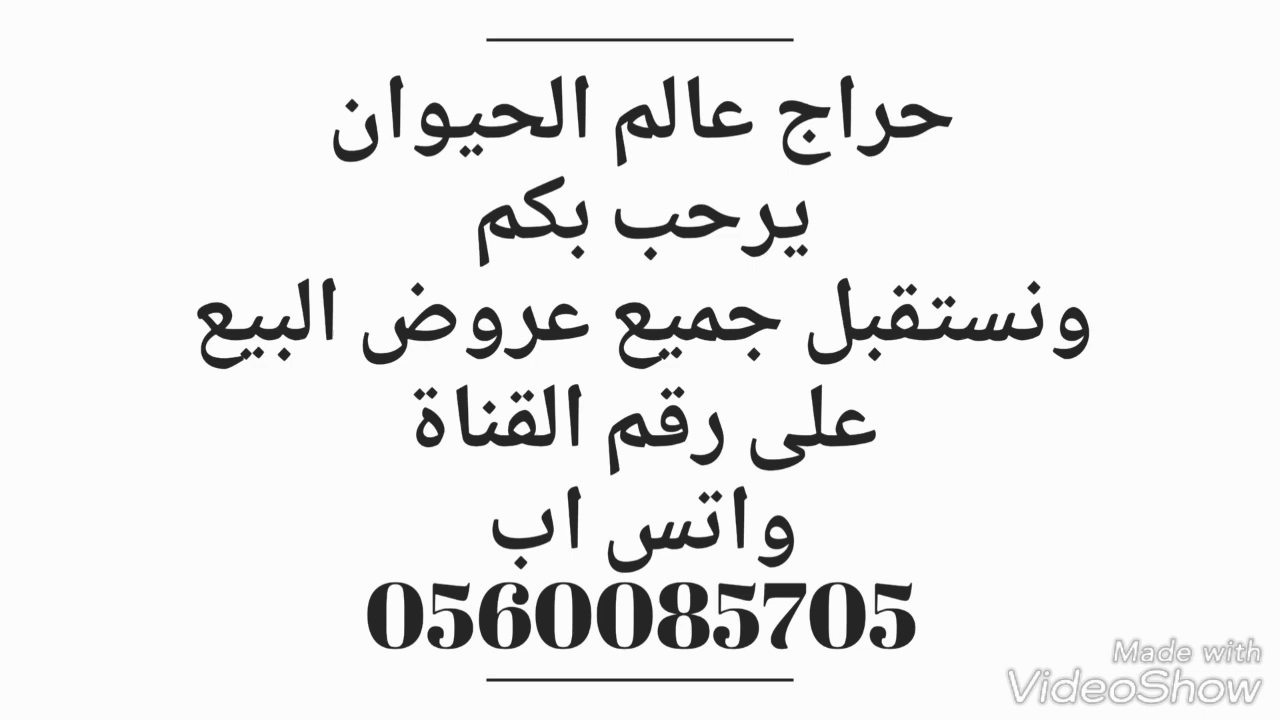 حراج عالم الحيوان
يرحب بكم
ونستقبل جميع عروض البيع
على رقم القناة
واتس اب
0560085705
Made with
VideoShow